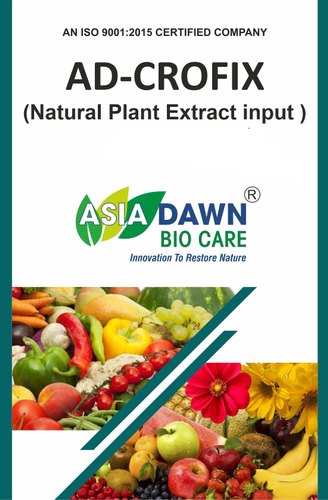 AN ISO 9001:2015 CERTIFIED COMPANY
AD-CROFIX
(Natural Plant Extract input )
ASIA DAWN ®
BIO CARE
Innovation To Restore Nature